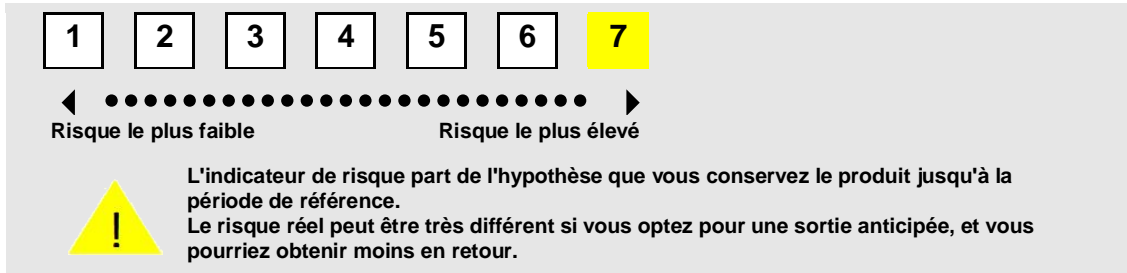 1 2 3 4 5 6 7
Risque le plus faible Risque le plus élevé
L'indicateur de risque part de l'hypothèse que vous conservez le produit jusqu'à la
période de référence.
Le risque réel peut être très différent si vous optez pour une sortie anticipée, et vous
pourriez obtenir moins en retour.
!